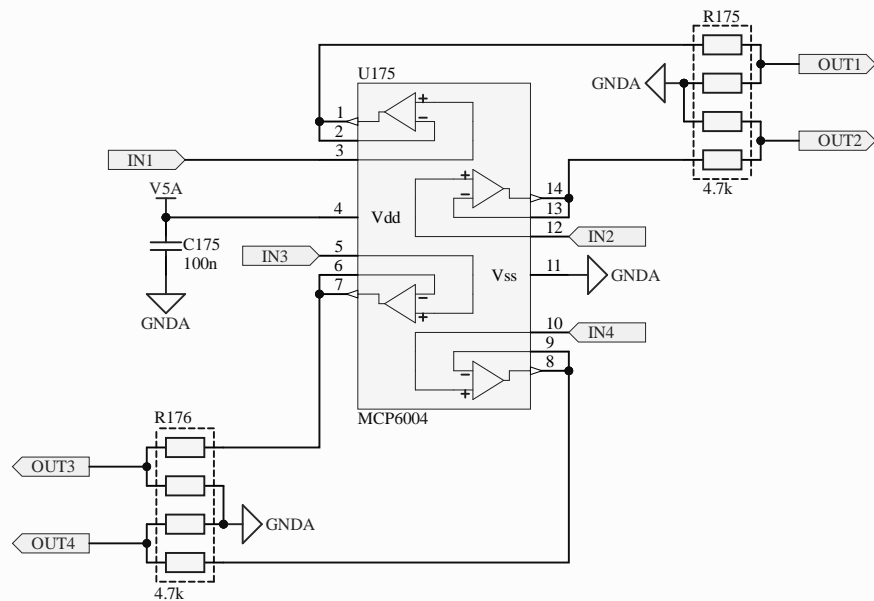 R175
OUT1
GNDA
OUT2
4.7k
U175
1
+
−
2
3
IN1
14
+
−
13
12
IN2
V5A
4
Vdd
C175
100n
GNDA
IN3
5
6
7
−
+
Vss
11
GNDA
10
IN4
9
8
−
+
MCP6004
R176
OUT3
GNDA
OUT4
4.7k